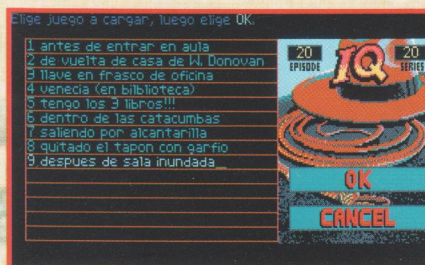 Elige juego a cargar, luego elige OK.
1 antes de entrar en aula
2 de vuelta de casa de W. Donovan
3 llave en frasco de oficina
4 venecia (en bilblioteca)
5 tengo los 3 libros!!!
6 dentro de las catacumbas
7 saliendo por alcantarilla
8 quitado el tapon con garfio
9 despues de sala inundada_
20 IQ 20
EPISODE SERIES
OK
CANCEL